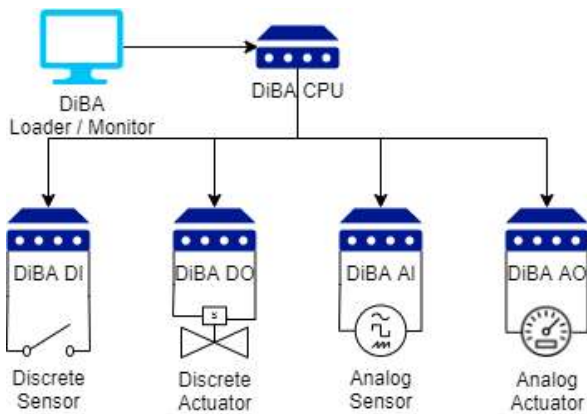 DiBA
Loader / Monitor
DiBA CPU
DiBA DI
DiBA DO
DiBA AI
DiBA AO
S
Discrete
Sensor
Discrete
Actuator
Analog
Sensor
Analog
Actuator